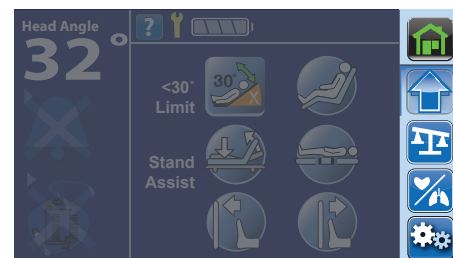 Head Angle
32°
?
<30°
Limit
30°
X
Stand
Assist